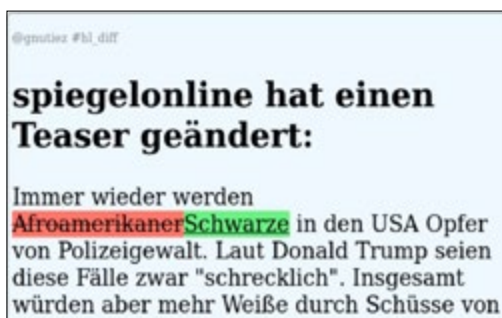 @gnutiez #hl_diff
spiegelonline hat einen
Teaser geändert:
Immer wieder werden
AfroamerikanerSchwarze in den USA Opfer
von Polizeigewalt. Laut Donald Trump seien
diese Fälle zwar "schrecklich". Insgesamt
würden aber mehr Weiße durch Schüsse von